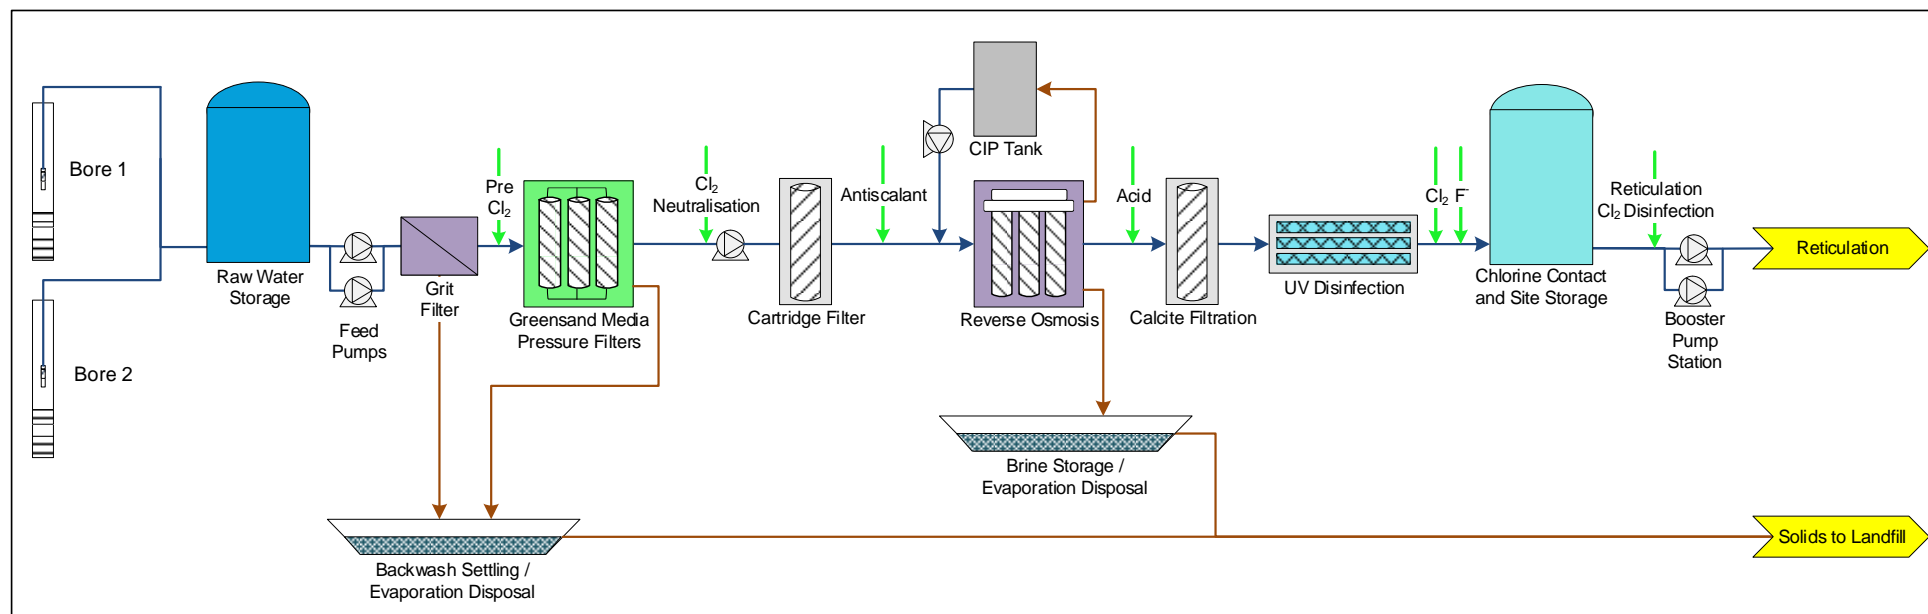 Bore 1
Bore 2
Raw Water
Storage
Feed
Pumps
Grit
Filter
Pre
Cl₂
Greensand Media
Pressure Filters
Cl₂
Neutralisation
Cartridge Filter
Antiscalant
CIP Tank
Reverse Osmosis
Acid
Calcite Filtration
UV Disinfection
Cl₂ F⁻
Chlorine Contact
and Site Storage
Reticulation
Cl₂ Disinfection
Booster
Pump
Station
Reticulation
Brine Storage /
Evaporation Disposal
Backwash Settling /
Evaporation Disposal
Solids to Landfill